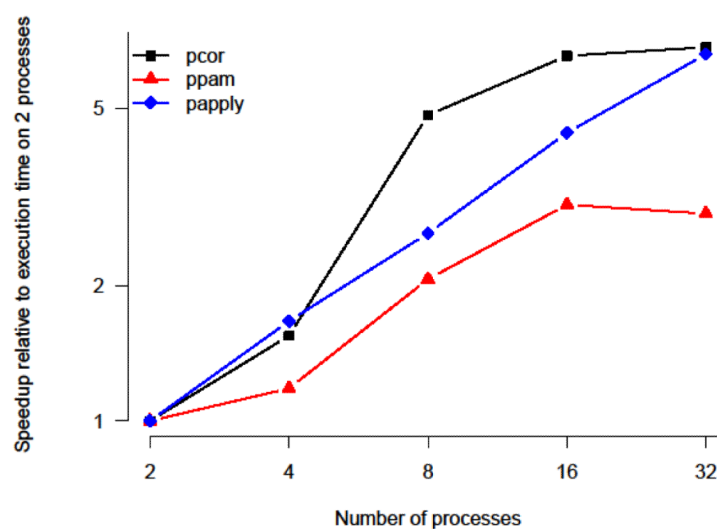 pcor
ppam
papply
Speedup relative to execution time on 2 processes
5
2
1
2 4 8 16 32
Number of processes